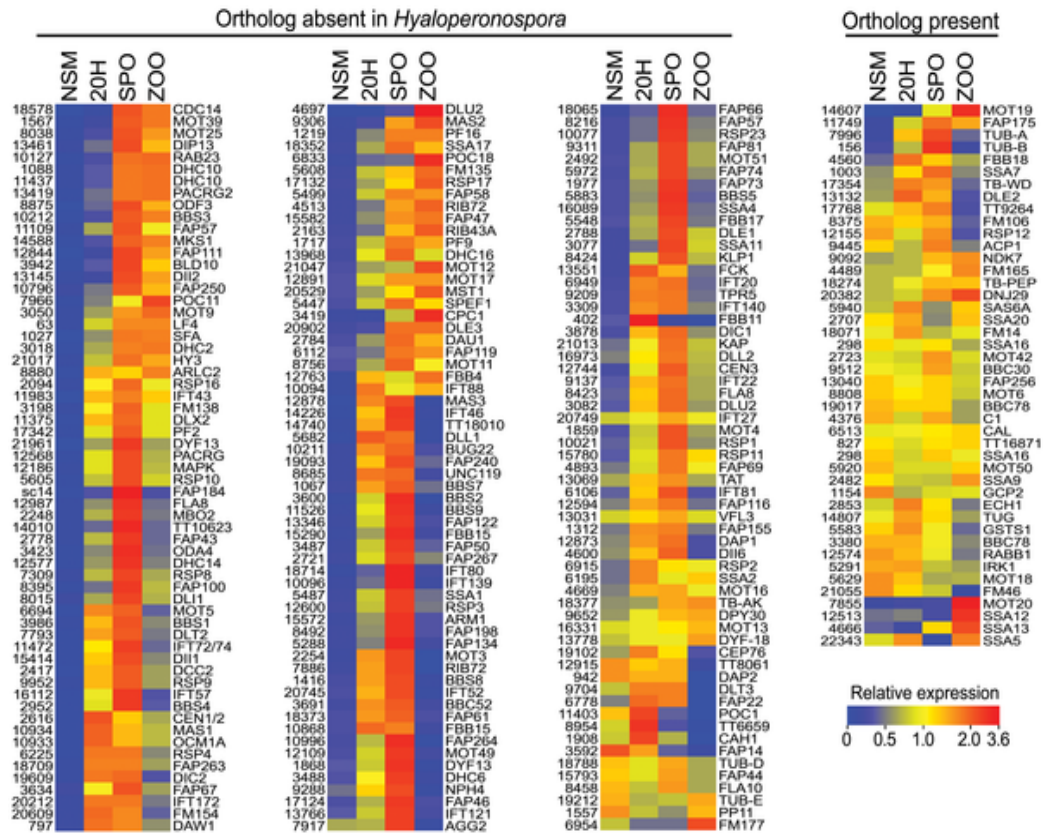 Ortholog absent in Hyaloperonospora
Ortholog present
NSM 20H SPO ZOO
18578 CDC14
1567 MOT39
8038 MOT25
13461 DIP13
10127 RAB23
1088 DHC10
11437 DHC10
13419 PACRG2
8875 ODF3
10212 BBS3
11109 FAP57
14588 MKS1
12844 FAP111
3942 BLD10
13145 DII2
10796 FAP250
7966 POC11
3050 MOT9
63 LF4
1027 SFA
3018 DHC2
21017 HY3
8880 ARLC2
2094 RSP16
11983 IFT43
3198 FM138
11375 DLX2
17342 PF2
21961 DYF13
12568 PACRG
12186 MAPK
5605 RSP10
sc14 FAP184
12987 FLA8
2248 MBO2
14010 TT10623
2778 FAP43
3423 ODA4
12577 DHC14
7309 RSP8
8395 FAP100
8015 DLI1
6694 MOT5
3986 BBS1
7793 DLT2
11472 IFT72/74
15414 DII1
2417 DCC2
9952 RSP9
16112 IFT57
2952 BBS4
2616 CEN1/2
10934 MAS1
10933 OCM1A
6225 RSP4
18709 FAP263
19609 DIC2
3634 FAP67
20212 IFT172
20609 FM154
797 DAW1
NSM 20H SPO ZOO
4697 DLU2
9306 MAS2
1219 PF16
18352 SSA17
6833 POC18
5608 FM135
17132 RSP17
5499 FAP58
4513 RIB72
15582 FAP47
2163 RIB43A
1717 PF9
13968 DHC16
21047 MOT12
12891 MOT17
20529 MST1
5447 SPEF1
3419 CPC1
20902 DLE3
2784 DAU1
6112 FAP119
8756 MOT11
12763 FBB4
10094 IFT88
12878 MAS3
14226 IFT46
14740 TT18010
5682 DLL1
10211 BUG22
19093 FAP240
8685 UNC119
1067 BBS7
3600 BBS2
11526 BBS9
13346 FAP122
15290 FBB15
3487 FAP50
2721 FAP267
18714 IFT80
10096 IFT139
5487 SSA1
12600 RSP3
15572 ARM1
8492 FAP198
5288 FAP134
2254 MOT3
7886 RIB72
1416 BBS8
20745 IFT52
3691 BBC52
18373 FAP61
10868 FBB15
10996 FAP264
12109 MOT49
1868 DYF13
3488 DHC6
9288 NPH4
17124 FAP46
13766 IFT121
7917 AGG2
NSM 20H SPO ZOO
18065 FAP66
8216 FAP57
10077 RSP23
9311 FAP81
2492 MOT51
5972 FAP74
1977 FAP73
5883 BBS5
16089 SSA4
5548 FBB17
2788 DLE1
3077 SSA11
8424 KLP1
13551 FCK
6949 IFT20
9209 TPR5
3309 IFT140
402 FBB11
3878 DIC1
21013 KAP
16973 DLL2
12744 CEN3
9137 IFT22
8423 FLA8
3082 DLU2
20749 IFT27
1859 MOT4
10021 RSP1
15780 RSP11
4893 FAP69
13069 TAT
6106 IFT81
12594 FAP116
13031 VFL3
1312 FAP155
12873 DAP1
4600 DII6
6915 RSP2
6195 SSA2
4669 MOT16
18377 TB-AK
9652 DPY30
16331 MOT13
13778 DYF-18
19102 CEP76
12915 TT8061
942 DAP2
9704 DLT3
6778 FAP22
11403 POC1
8954 TT6659
1908 CAH1
3592 FAP14
18788 TUB-D
15793 FAP44
8458 FLA10
19212 TUB-E
1557 PP11
6954 FM177
NSM 20H SPO ZOO
14607 MOT19
11749 FAP175
7996 TUB-A
156 TUB-B
4560 FBB18
1003 SSA7
17354 TB-WD
13132 DLE2
17768 TT9264
8375 FM106
12155 RSP12
9445 ACP1
9092 NDK7
4489 FM165
18274 TB-PEP
20382 DNJ29
5940 SAS6A
2707 SSA20
18071 FM14
298 SSA16
2723 MOT42
9512 BBC30
13040 FAP256
8808 MOT6
19017 BBC78
4376 C1
6513 CAL
827 TT16871
298 SSA16
5920 MOT50
2482 SSA9
1154 GCP2
2853 ECH1
14807 TUG
5583 GSTS1
3380 BBC78
12574 RABB1
5291 IRK1
5629 MOT18
21055 FM46
7855 MOT20
12513 SSA12
4666 SSA13
22343 SSA5
Relative expression
0 0.5 1.0 2.0 3.6